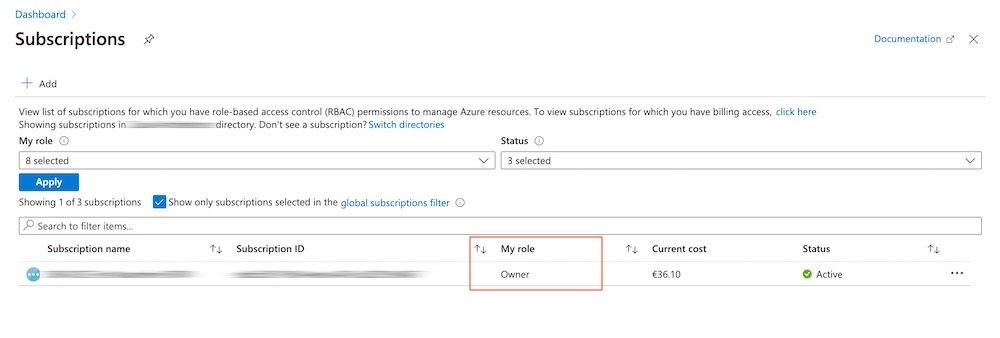 Dashboard
Subscriptions
Documentation
Add
View list of subscriptions for which you have role-based access control (RBAC) permissions to manage Azure resources. To view subscriptions for which you have billing access, click here
Showing subscriptions in directory. Don't see a subscription? Switch directories
My role Status
8 selected 3 selected
Apply
Showing 1 of 3 subscriptions Show only subscriptions selected in the global subscriptions filter
Search to filter items...
Subscription name Subscription ID My role Current cost Status
Owner €36.10 Active